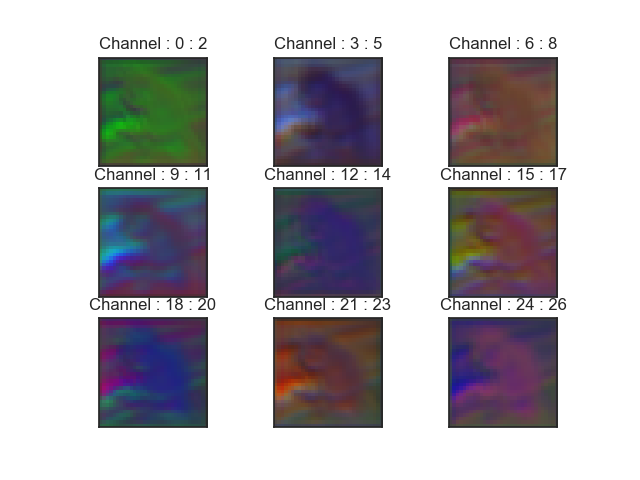 Channel : 0 : 2
Channel : 3 : 5
Channel : 6 : 8
Channel : 9 : 11
Channel : 12 : 14
Channel : 15 : 17
Channel : 18 : 20
Channel : 21 : 23
Channel : 24 : 26